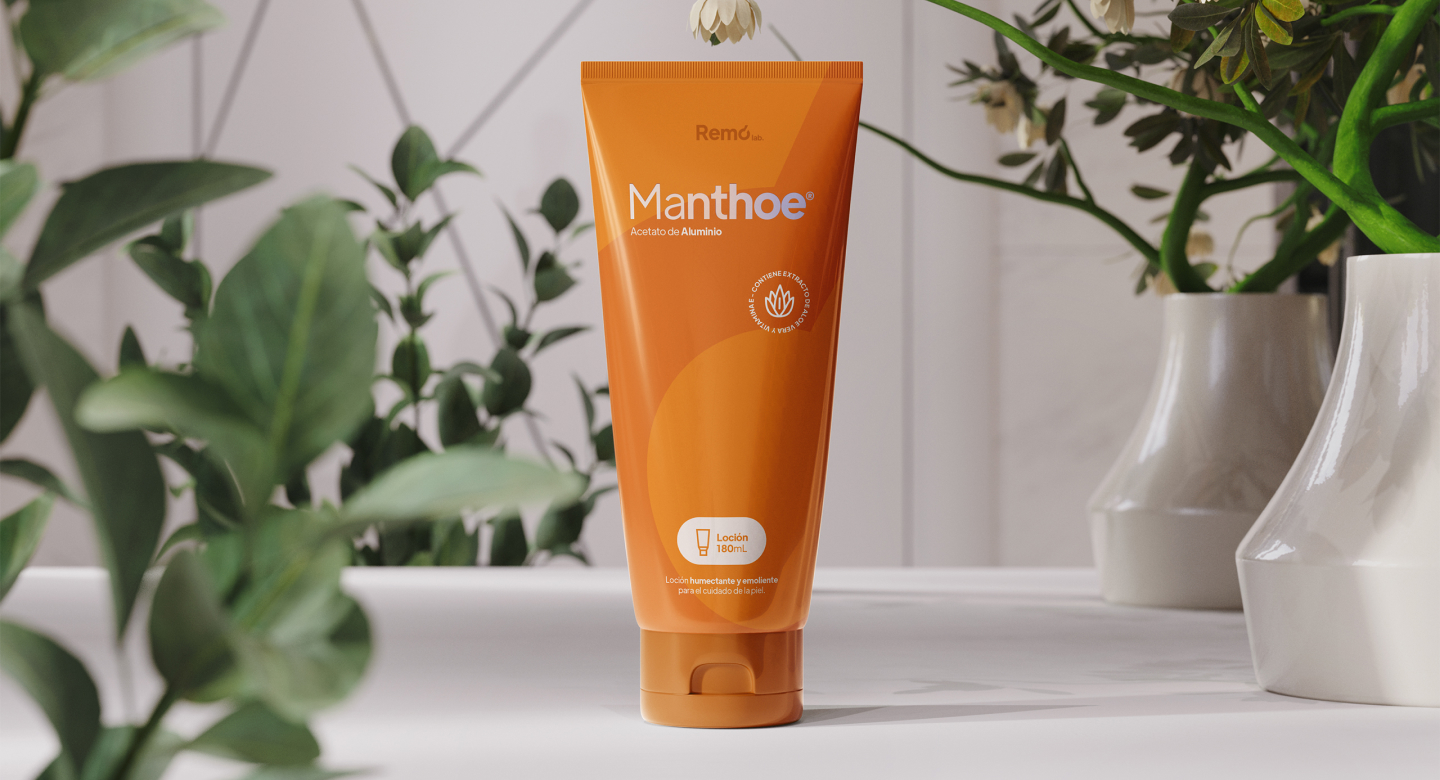 Remó lab.
Manthoe®
Acetato de Aluminio
- CONTIENE EXTRACTO DE ALOE VERA Y VITAMINA E
Loción
180mL
Loción humectante y emoliente
para el cuidado de la piel.